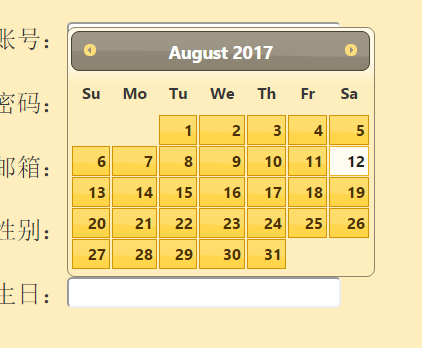 账号：
August 2017
Su Mo Tu We Th Fr Sa
密码：
1 2 3 4 5
邮箱：
6 7 8 9 10 11 12
13 14 15 16 17 18 19
性别：
20 21 22 23 24 25 26
27 28 29 30 31
生日：